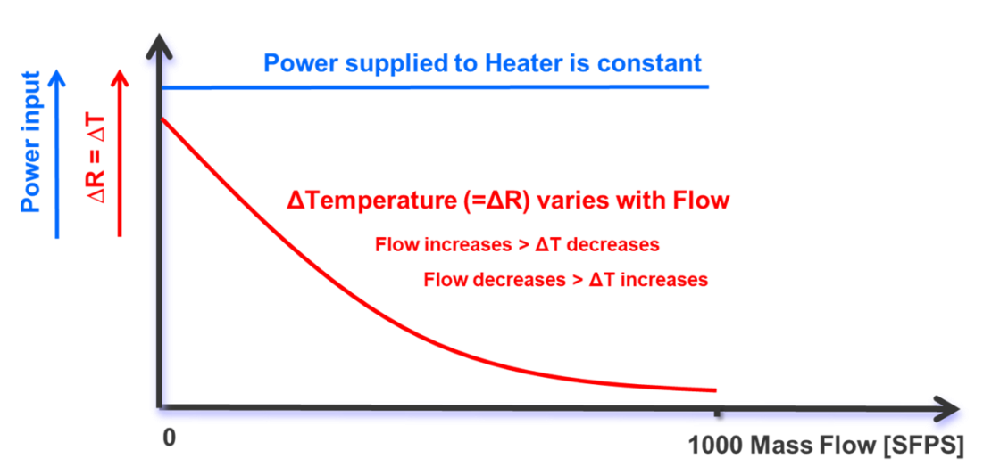 Power supplied to Heater is constant
Power input
ΔR = ΔT
ΔTemperature (=ΔR) varies with Flow
Flow increases > ΔT decreases
Flow decreases > ΔT increases
0
1000 Mass Flow [SFPS]